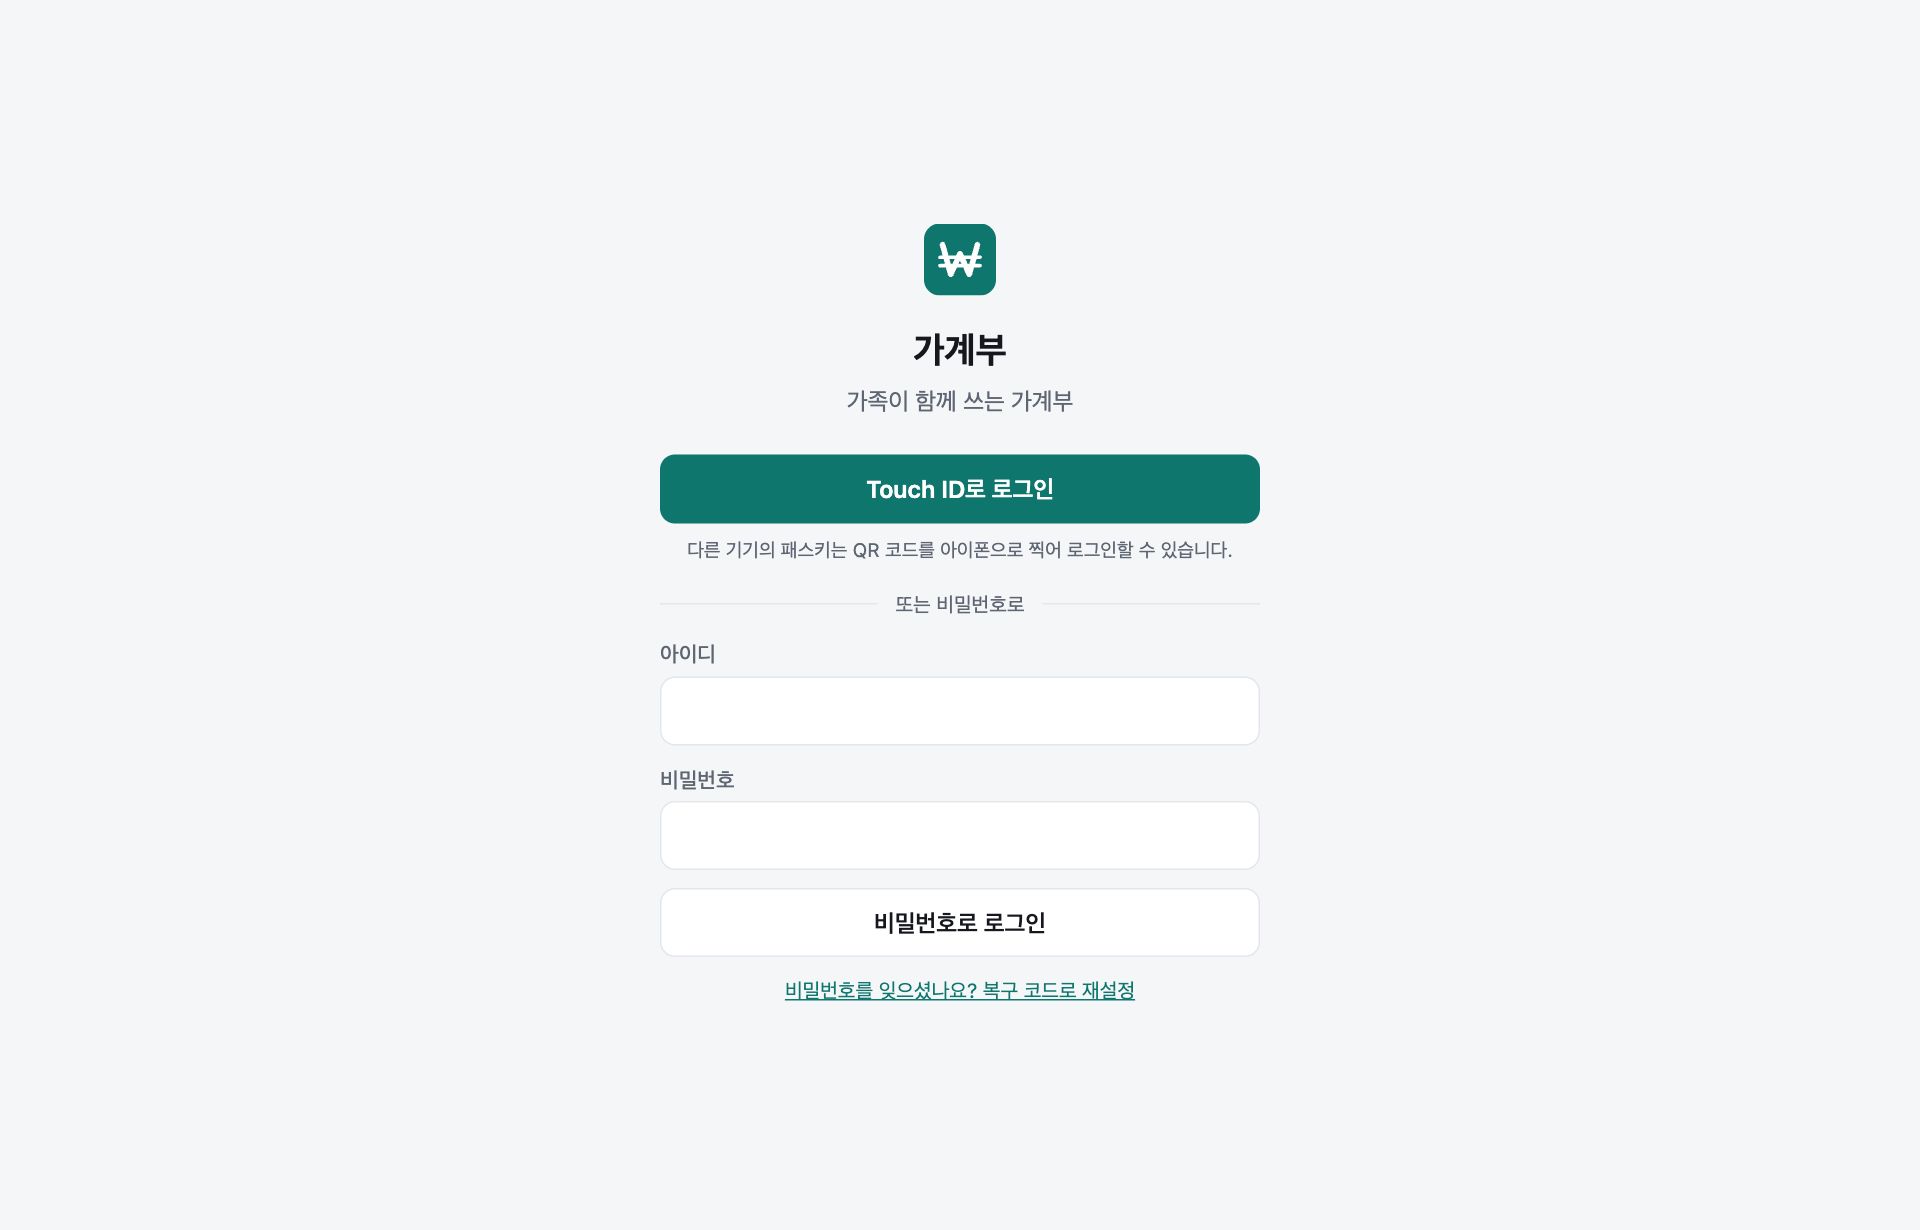 ₩
가계부
가족이 함께 쓰는 가계부
Touch ID로 로그인
다른 기기의 패스키는 QR 코드를 아이폰으로 찍어 로그인할 수 있습니다.
또는 비밀번호로
아이디
비밀번호
비밀번호로 로그인
비밀번호를 잊으셨나요? 복구 코드로 재설정